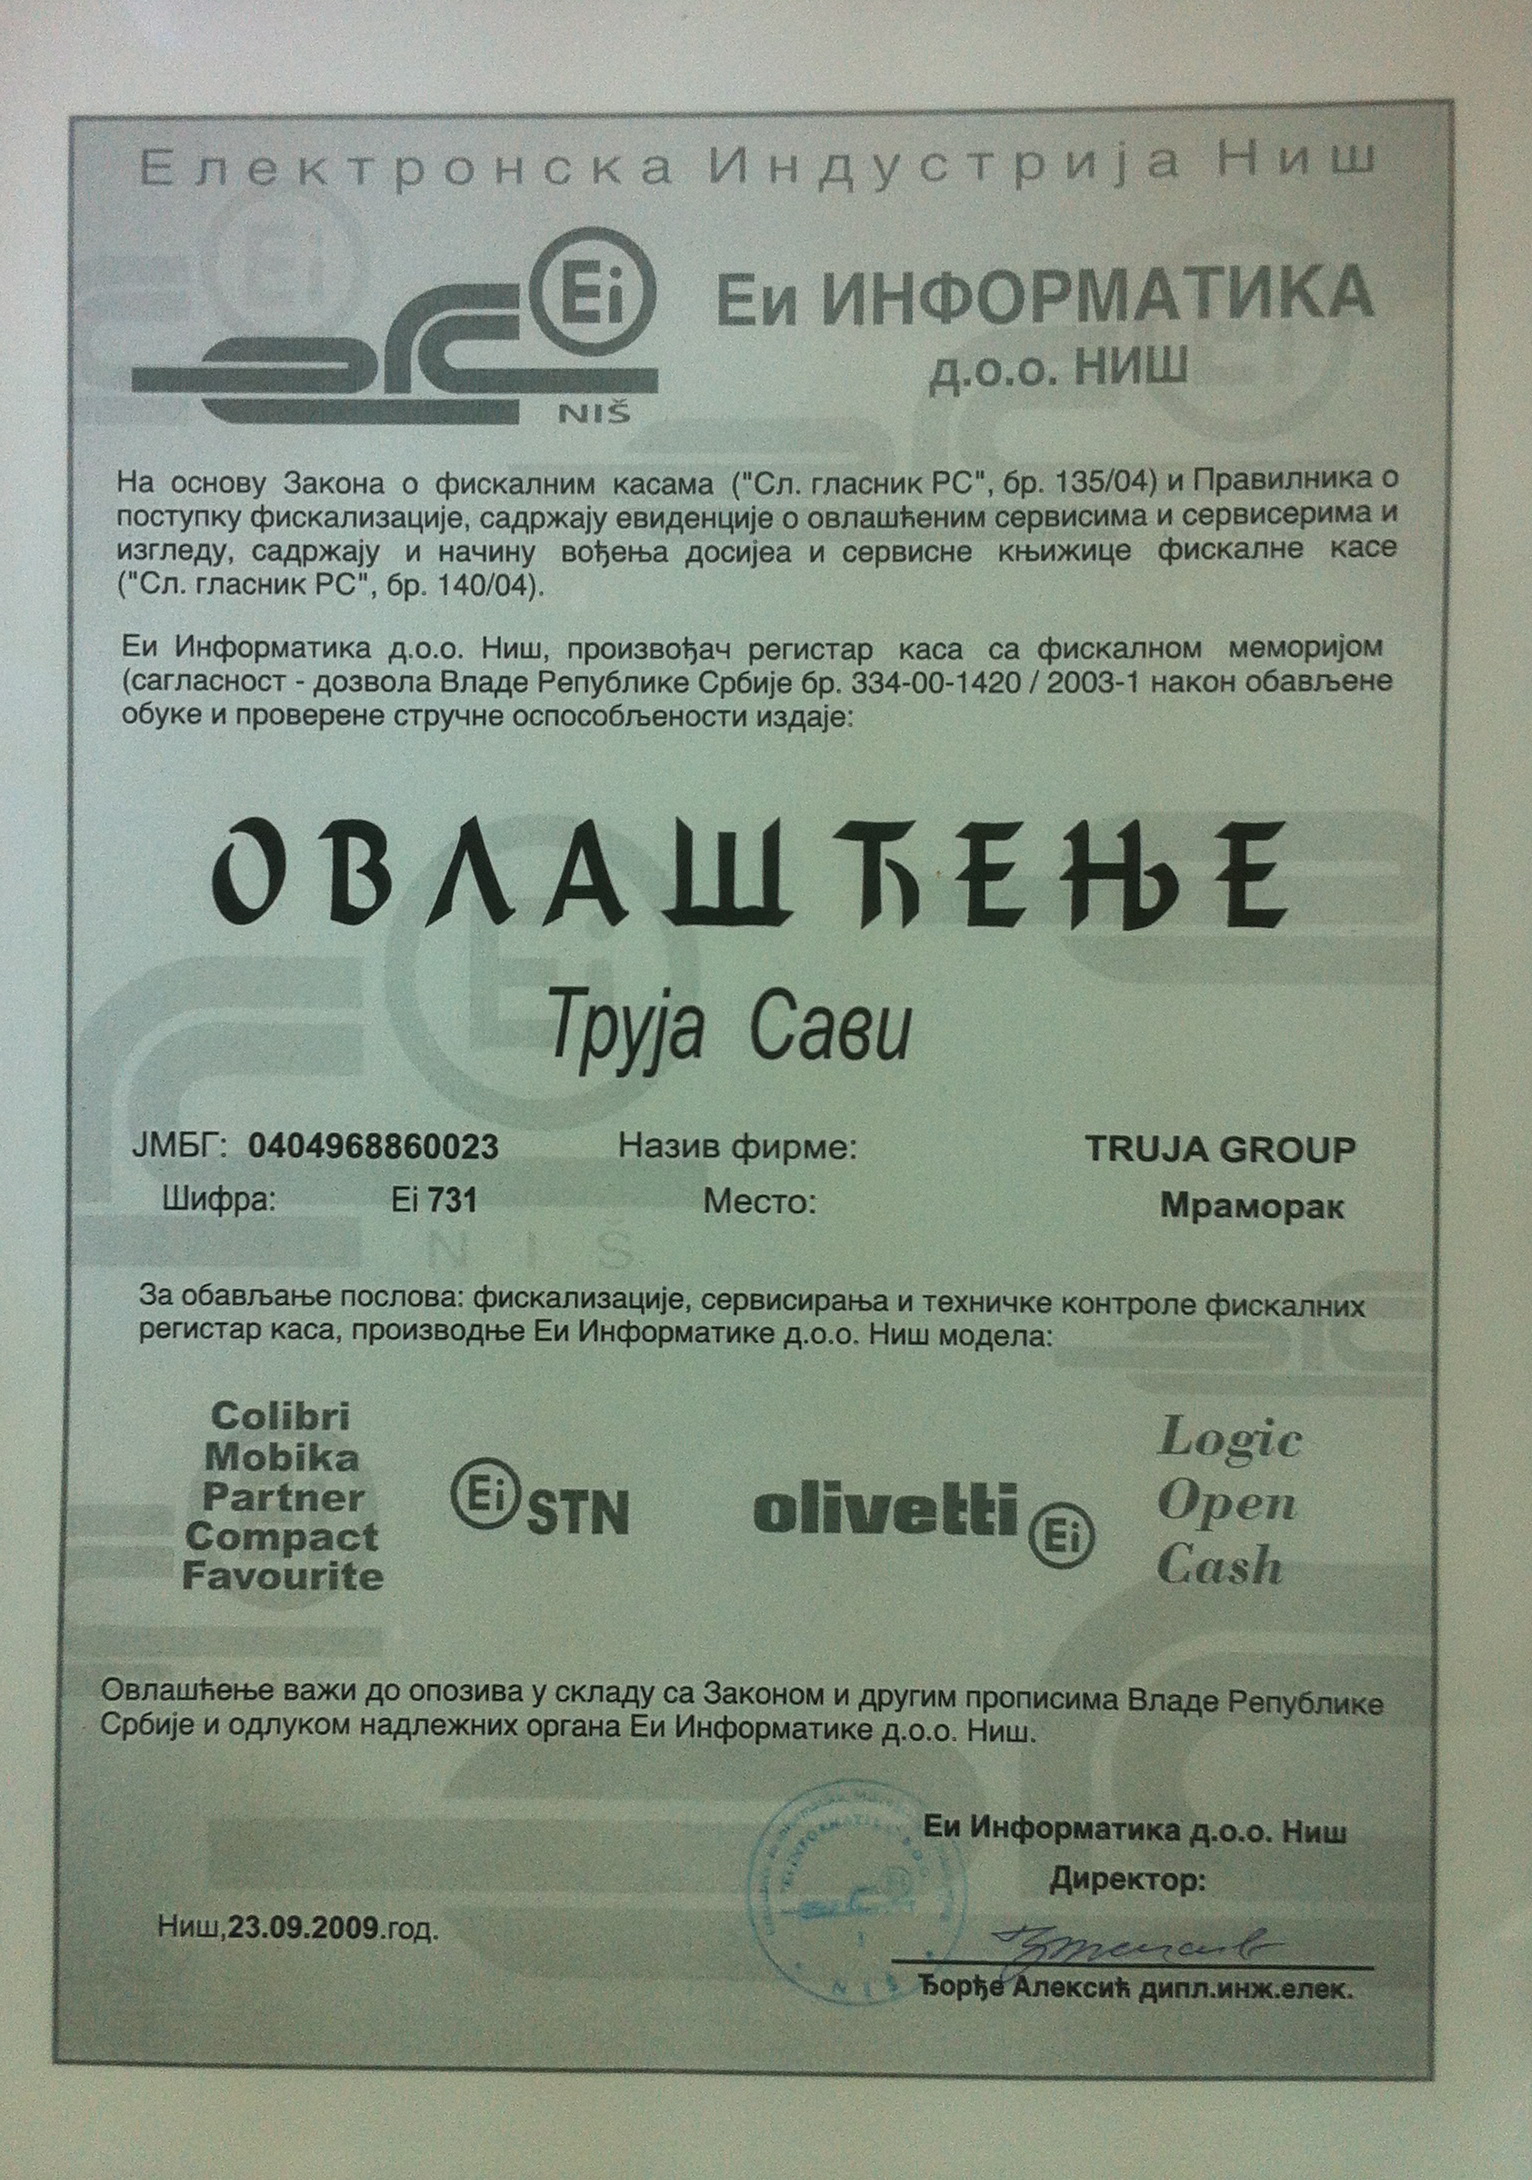 Електронска Индустрија Ниш
Ei
NIŠ
Еи ИНФОРМАТИКА
д.о.о. НИШ
На основу Закона о фискалним касама ("Сл. гласник РС", бр. 135/04) и Правилника о
поступку фискализације, садржају евиденције о овлашћеним сервисима и сервисерима и
изгледу, садржају и начину вођења досијеа и сервисне књижице фискалне касе
("Сл. гласник РС", бр. 140/04).
Еи Информатика д.о.о. Ниш, произвођач регистар каса са фискалном меморијом
(сагласност - дозвола Владе Републике Србије бр. 334-00-1420 / 2003-1 након обављене
обуке и проверене стручне оспособљености издаје:
ОВЛАШЋЕЊЕ
Труја Сави
ЈМБГ: 0404968860023 Назив фирме: TRUJA GROUP
Шифра: Ei 731 Место: Мраморак
За обављање послова: фискализације, сервисирања и техничке контроле фискалних
регистар каса, производње Еи Информатике д.о.о. Ниш модела:
Colibri
Mobika
Partner
Compact
Favourite
Ei STN
olivetti Ei
Logic
Open
Cash
Овлашћење важи до опозива у складу са Законом и другим прописима Владе Републике
Србије и одлуком надлежних органа Еи Информатике д.о.о. Ниш.
Еи Информатика д.о.о. Ниш
Директор:
Ниш,23.09.2009.год.
Ђорђе Алексић дипл.инж.елек.